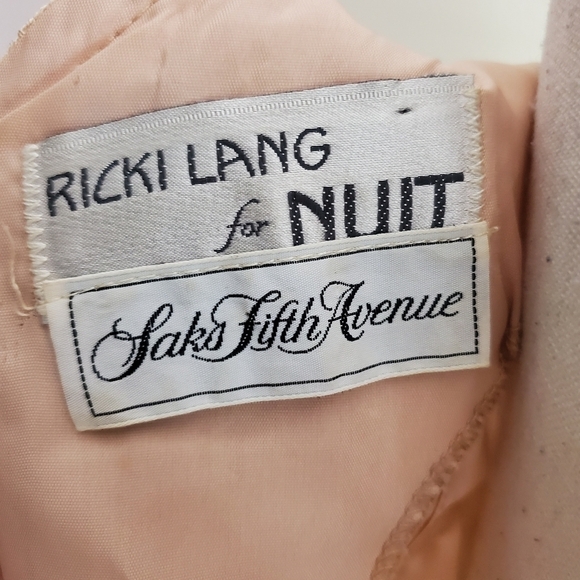 RICKI LANG
for NUIT
Saks Fifth Avenue